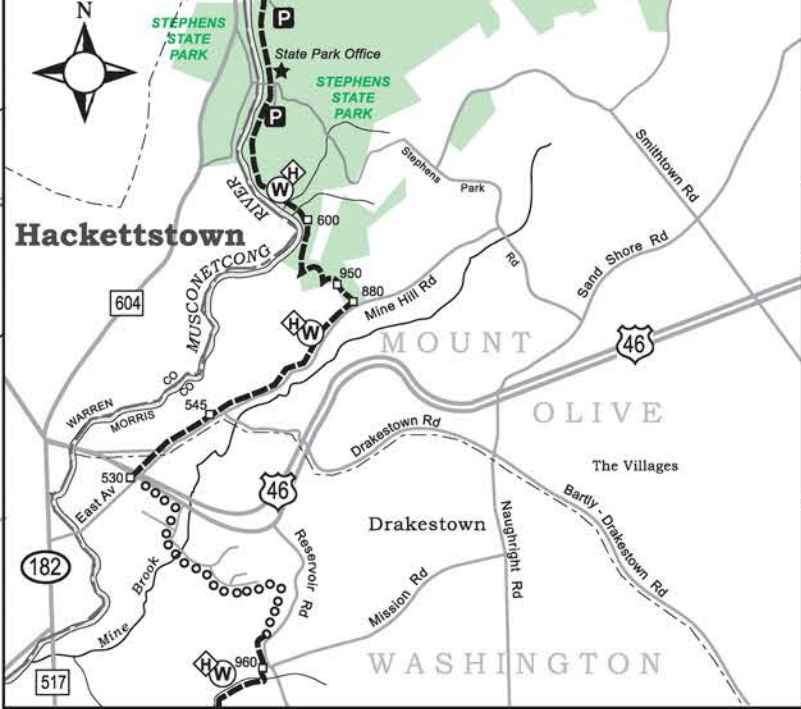 N
STEPHENS
STATE
PARK
P
State Park Office
STEPHENS
STATE
PARK
P
Stephens
Park
Rd
Smithtown Rd
H
W
RIVER
600
Hackettstown
MUSCONETCONG
Sand Shore Rd
950
880
Mine Hill Rd
604
H
W
MOUNT
46
WARREN CO
MORRIS CO
545
OLIVE
Drakestown Rd
The Villages
530
East Av
46
Bartly - Drakestown Rd
Drakestown
Naughright Rd
182
Reservoir Rd
Mine Brook
Mission Rd
WASHINGTON
H
W
960
517